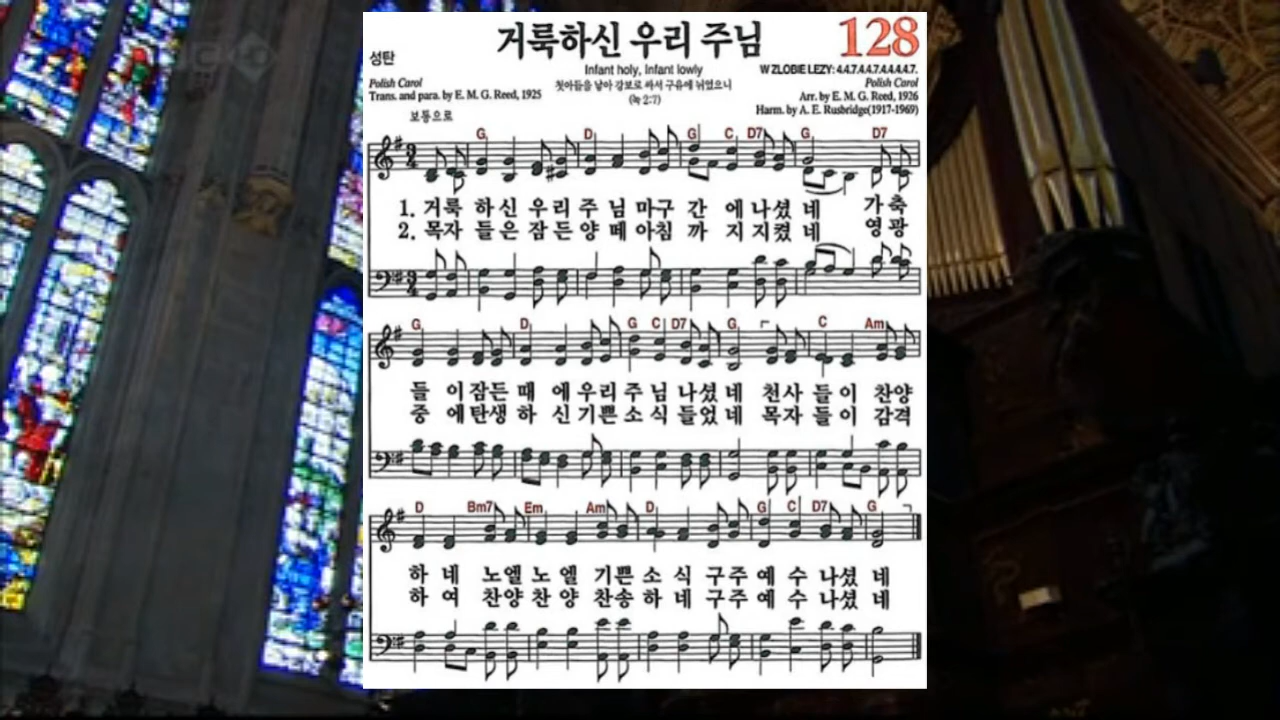 거룩하신 우리 주님
128
성탄
Infant holy, Infant lowly
W ZLOBIE LEZY: 4.4.7.4.4.7.4.4.4.4.7.
Polish Carol
Trans. and para. by E. M. G. Reed, 1925
첫아들을 낳아 강보로 싸서 구유에 뉘었으니
(눅 2:7)
Polish Carol
Arr. by E. M. G. Reed, 1926
Harm. by A. E. Rusbridge(1917-1969)
보통으로
G D G C D7 G D7
1. 거룩 하신 우리 주 님 마구 간 에 나셨 네 가축
2. 목자 들은 잠든 양 떼 아침 까 지 지켰 네 영광
G D G C D7 G C Am
들 이 잠든 때 에 우리 주 님 나셨 네 천사 들 이 찬양
중 에 탄생 하 신 기쁜 소 식 들었 네 목자 들 이 감격
D Bm7 Em Am D G C D7 G
하 네 노엘 노 엘 기쁜 소 식 구주 예 수 나셨 네
하 여 찬양 찬 양 찬송 하 네 구주 예 수 나셨 네